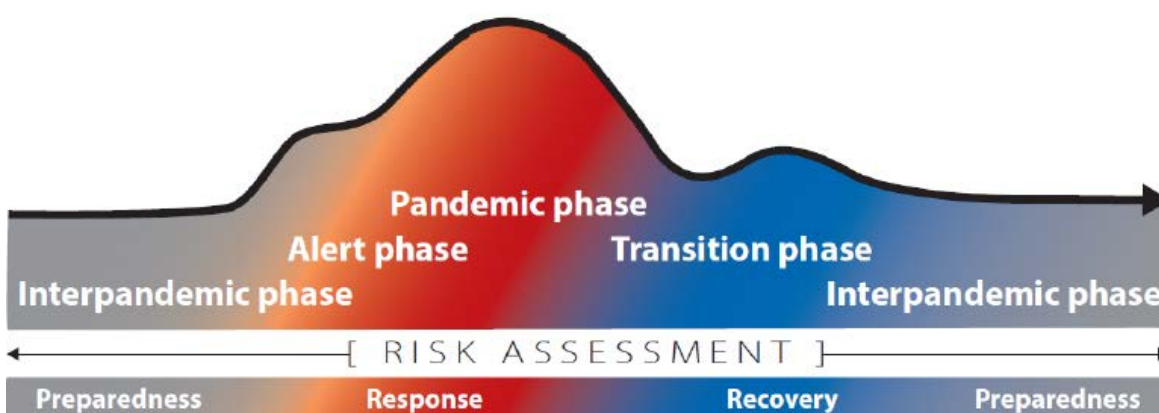 Pandemic phase
Alert phase
Transition phase
Interpandemic phase
Interpandemic phase
[ RISK ASSESSMENT ]
Preparedness
Response
Recovery
Preparedness